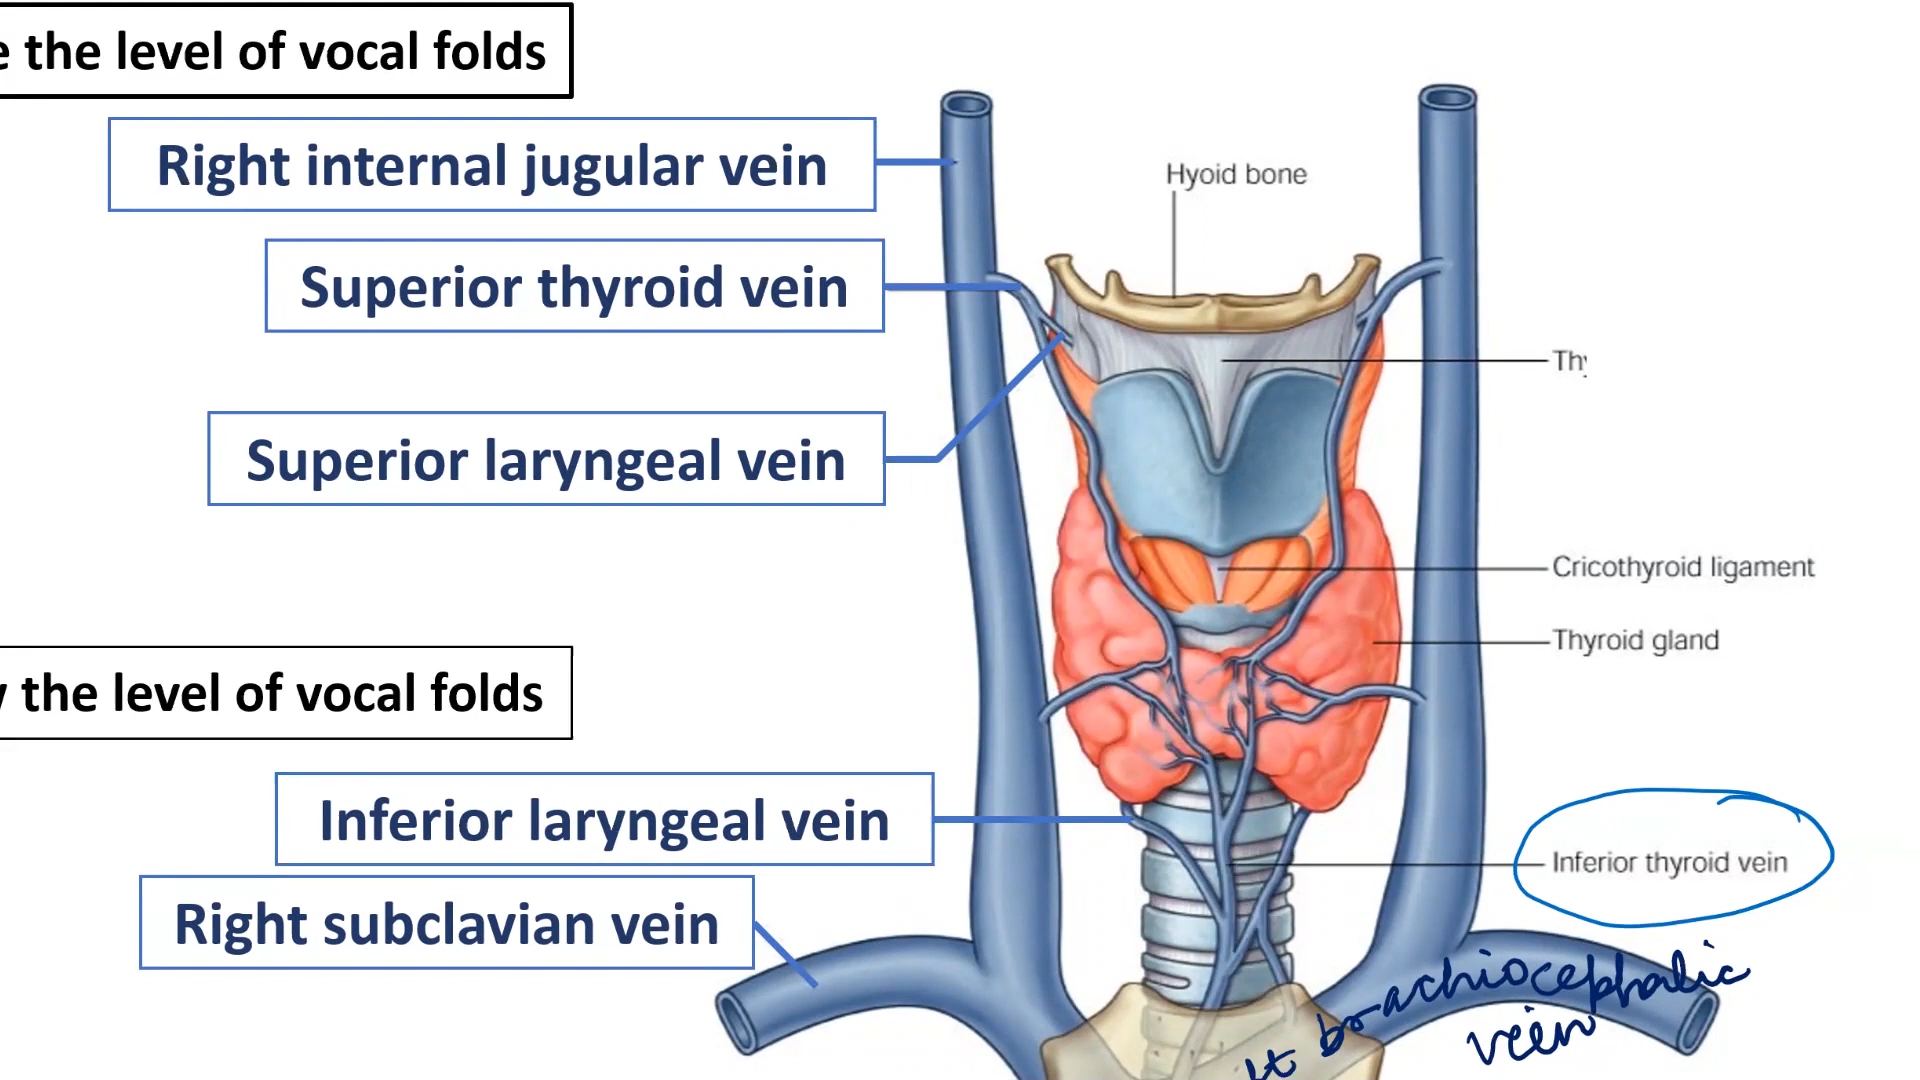 the level of vocal folds
Right internal jugular vein
Hyoid bone
Superior thyroid vein
Superior laryngeal vein
Cricothyroid ligament
Thyroid gland
the level of vocal folds
Inferior laryngeal vein
Inferior thyroid vein
Right subclavian vein
brachiocephalic
vein